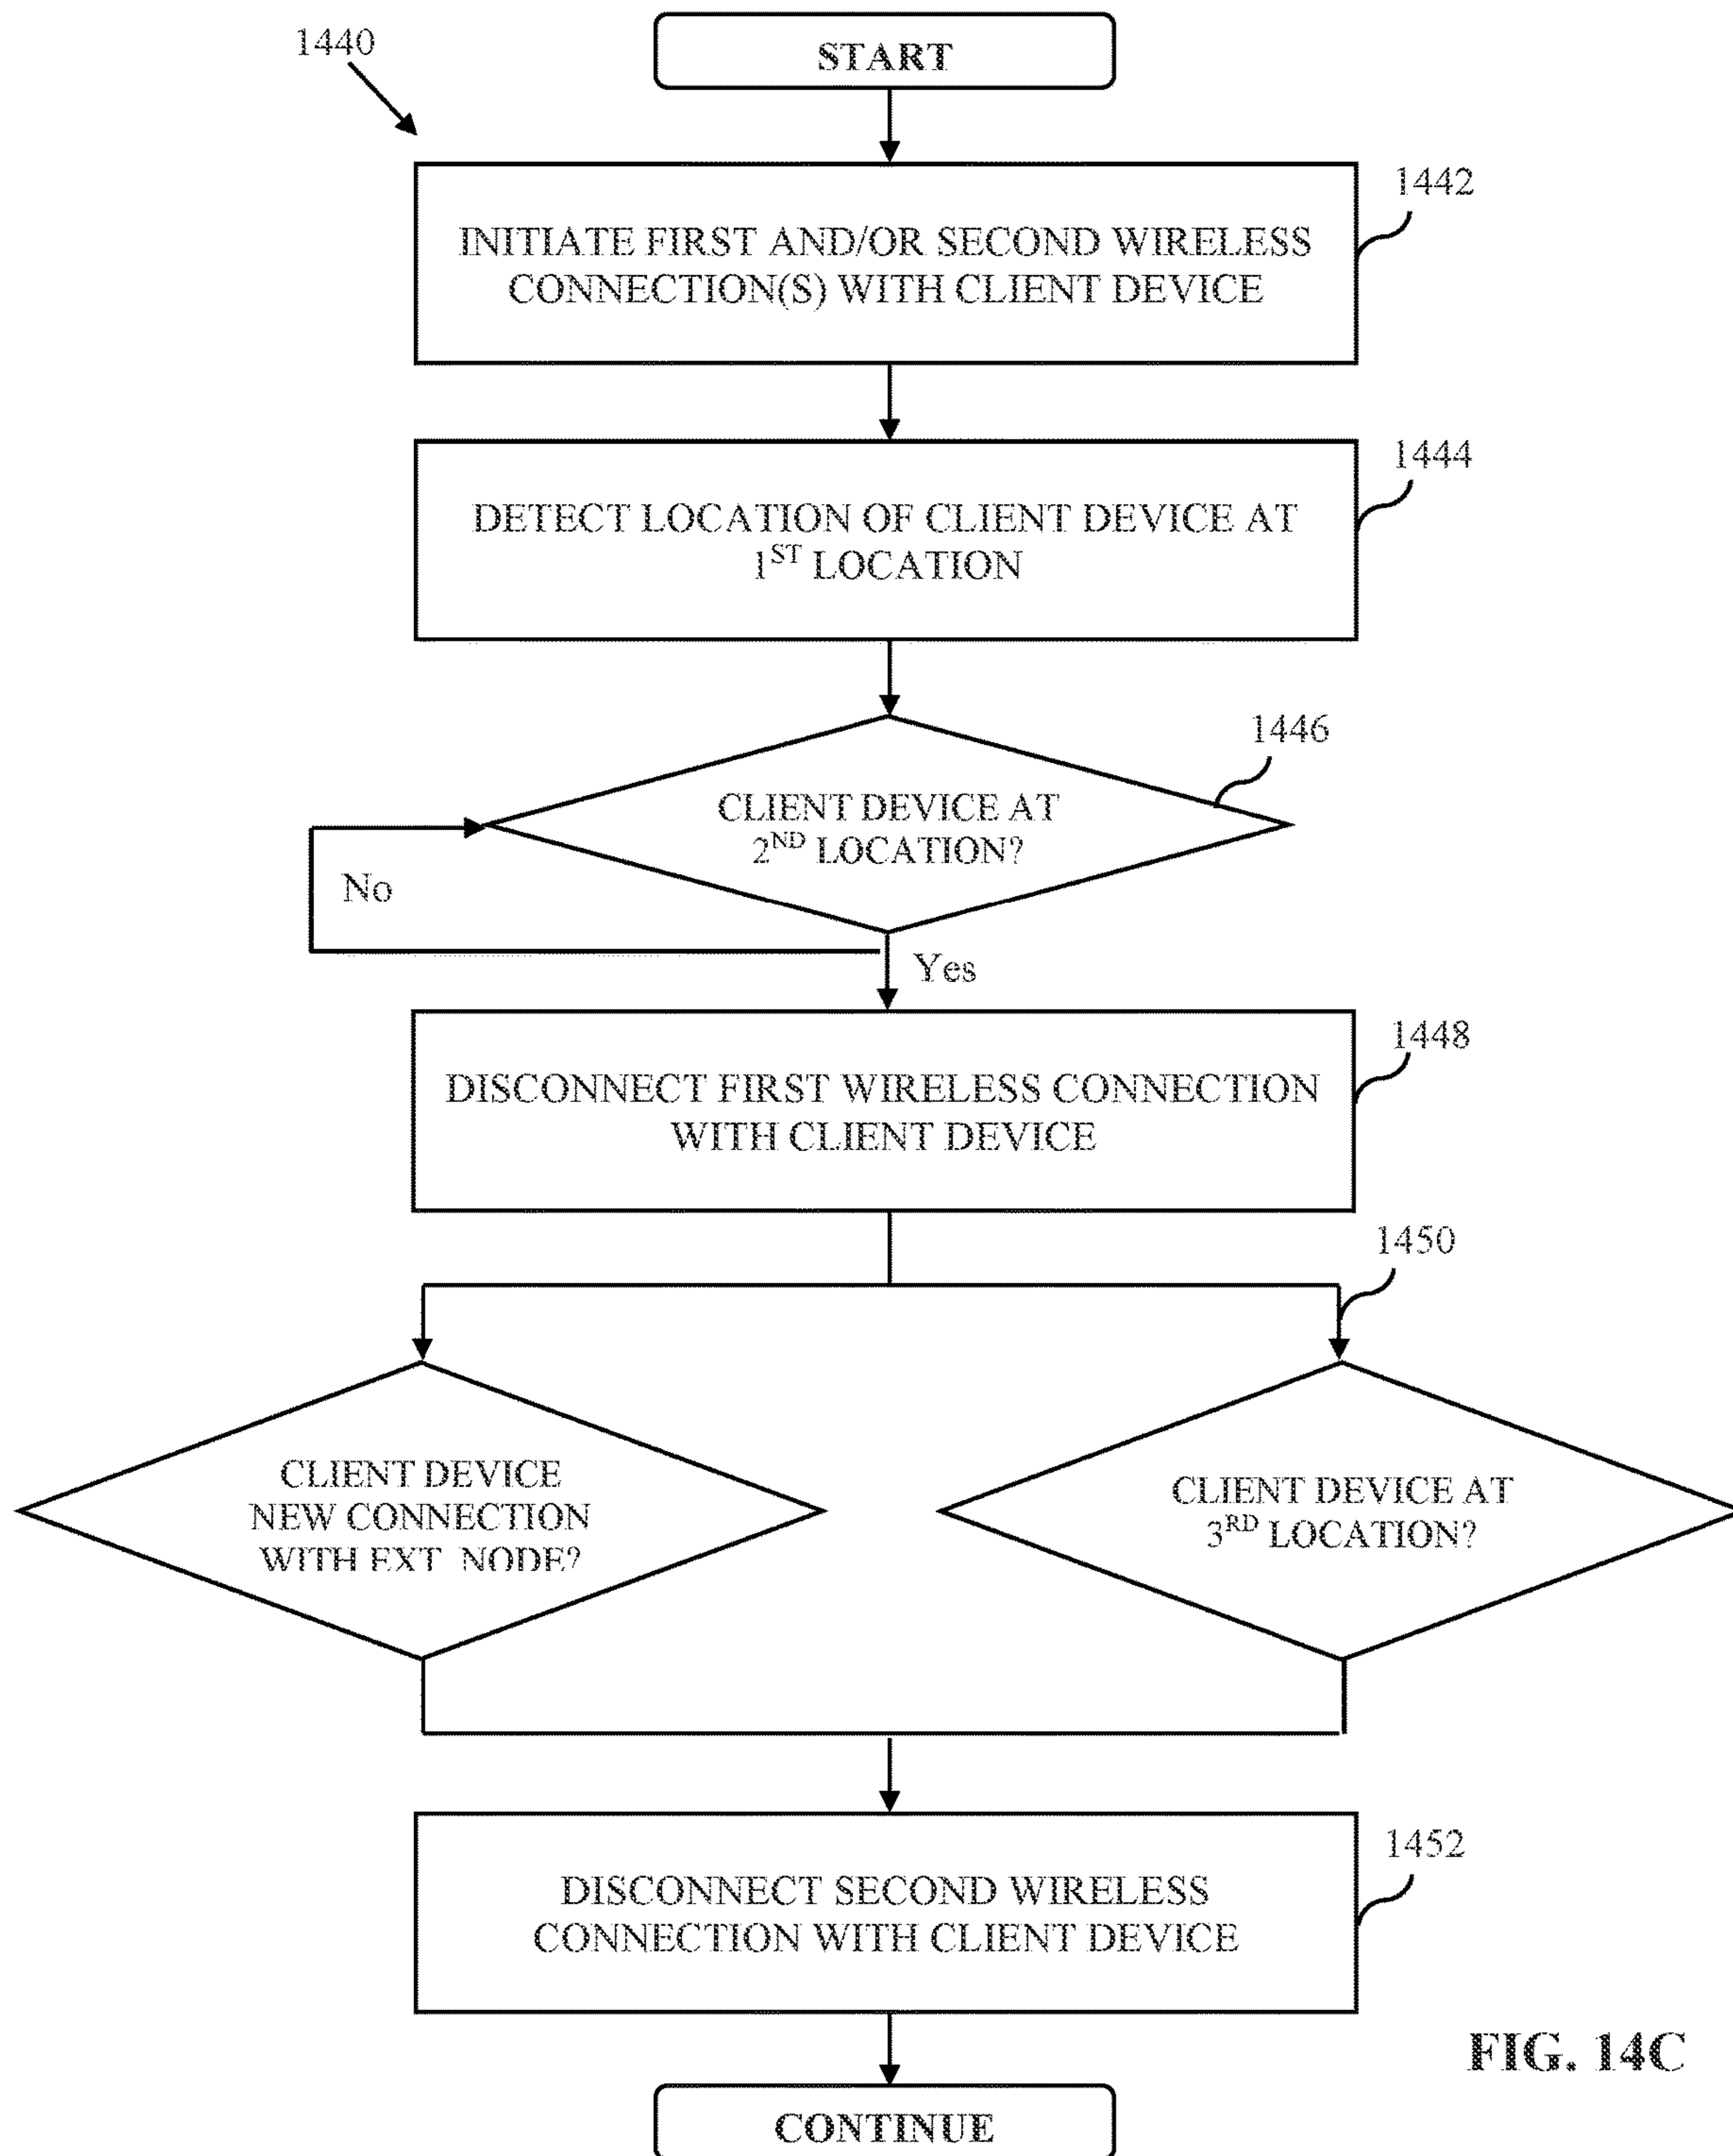 1440
START
1442
INITIATE FIRST AND/OR SECOND WIRELESS
CONNECTION(S) WITH CLIENT DEVICE
1444
DETECT LOCATION OF CLIENT DEVICE AT
1ST LOCATION
1446
CLIENT DEVICE AT
2ND LOCATION?
No
Yes
1448
DISCONNECT FIRST WIRELESS CONNECTION
WITH CLIENT DEVICE
1450
CLIENT DEVICE
NEW CONNECTION
WITH EXT. NODE?
CLIENT DEVICE AT
3RD LOCATION?
1452
DISCONNECT SECOND WIRELESS
CONNECTION WITH CLIENT DEVICE
FIG. 14C
CONTINUE